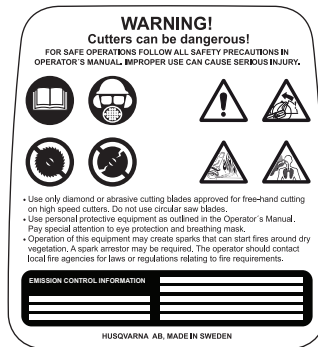 WARNING!
Cutters can be dangerous!
FOR SAFE OPERATIONS FOLLOW ALL SAFETY PRECAUTIONS IN
OPERATOR´S MANUAL. IMPROPER USE CAN CAUSE SERIOUS INJURY.
• Use only diamond or abrasive cutting blades approved for free-hand cutting
on high speed cutters. Do not use circular saw blades.
• Use personal protective equipment as outlined in the Operator´s Manual.
Pay special attention to eye protection and breathing mask.
• Operation of this equipment may create sparks that can start fires around dry
vegetation. A spark arrestor may be required. The operator should contact
local fire agencies for laws or regulations relating to fire requirements.
EMISSION CONTROL INFORMATION
HUSQVARNA AB, MADE IN SWEDEN